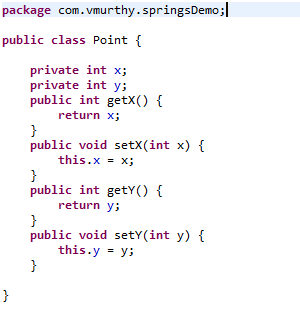 package com.vmurthy.springsDemo;
public class Point {
private int x;
private int y;
public int getX() {
return x;
}
public void setX(int x) {
this.x = x;
}
public int getY() {
return y;
}
public void setY(int y) {
this.y = y;
}
}